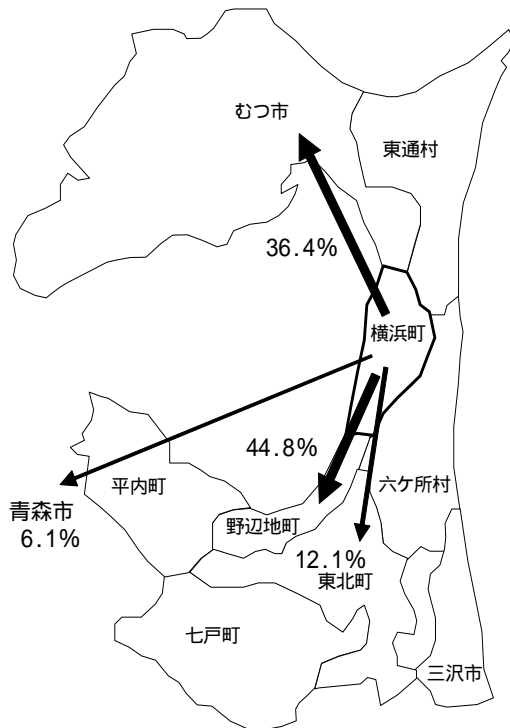 むつ市
東通村
36.4%
横浜町
44.8%
平内町
六ケ所村
青森市
6.1%
野辺地町
12.1%
東北町
七戸町
三沢市